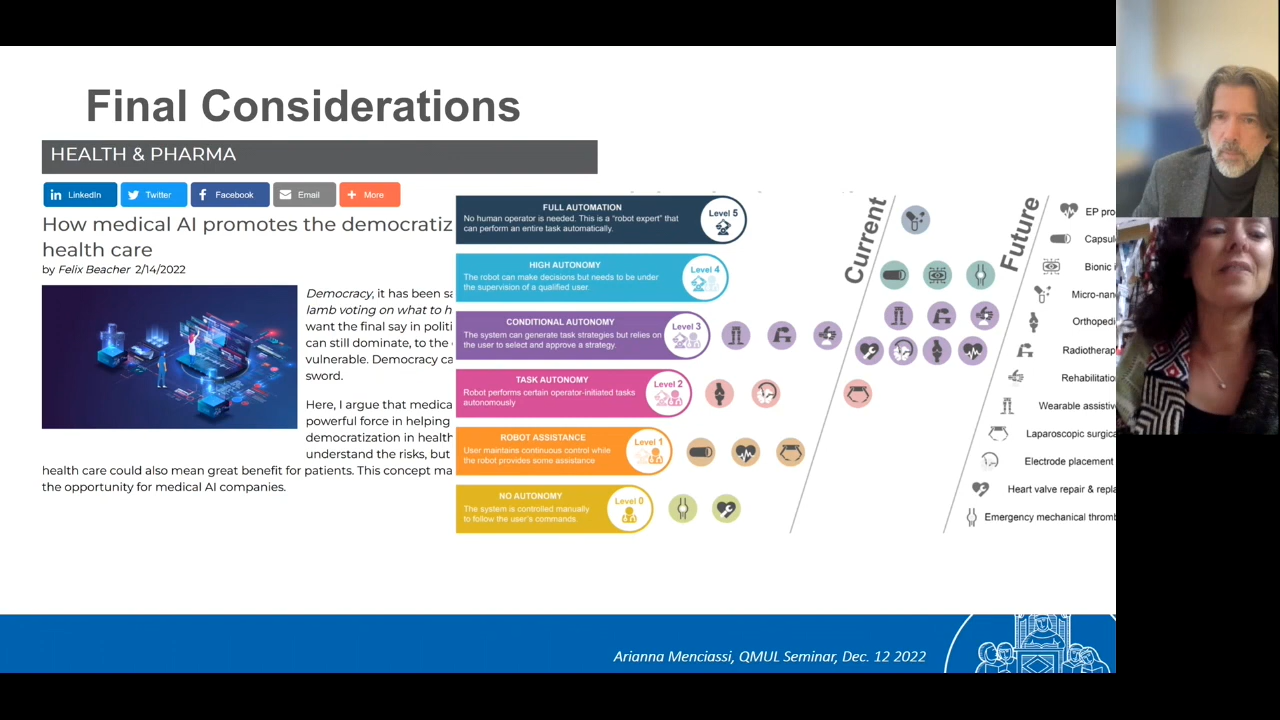 Final Considerations
HEALTH & PHARMA
LinkedIn
Twitter
Facebook
Email
More
How medical AI promotes the democratiz
health care
by Felix Beacher 2/14/2022
Democracy, it has been sa
lamb voting on what to h
want the final say in politi
can still dominate, to the
vulnerable. Democracy ca
sword.
Here, I argue that medica
powerful force in helping
democratization in health
understand the risks, but
health care could also mean great benefit for patients. This concept ma
the opportunity for medical AI companies.
FULL AUTOMATION
No human operator is needed. This is a "robot expert" that
can perform an entire task automatically.
Level 5
HIGH AUTONOMY
The robot can make decisions but needs to be under
the supervision of a qualified user
Level 4
CONDITIONAL AUTONOMY
The system can generate task strategies but relies on
the user to select and approve a strategy.
Level 3
TASK AUTONOMY
Robot performs certain operator-initiated tasks
autonomously
Level 2
ROBOT ASSISTANCE
User maintains continuous control while
the robot provides some assistance
Level 1
NO AUTONOMY
The system is controlled manually
to follow the user's commands.
Level 0
Current
Future
EP pro
Capsul
Bionic i
Micro-nan
Orthopedi
Radiotherap
Rehabilitatio
Wearable assistiv
Laparoscopic surgica
Electrode placement
Heart valve repair & repla
Emergency mechanical thromb
Arianna Menciassi, QMUL Seminar, Dec. 12 2022